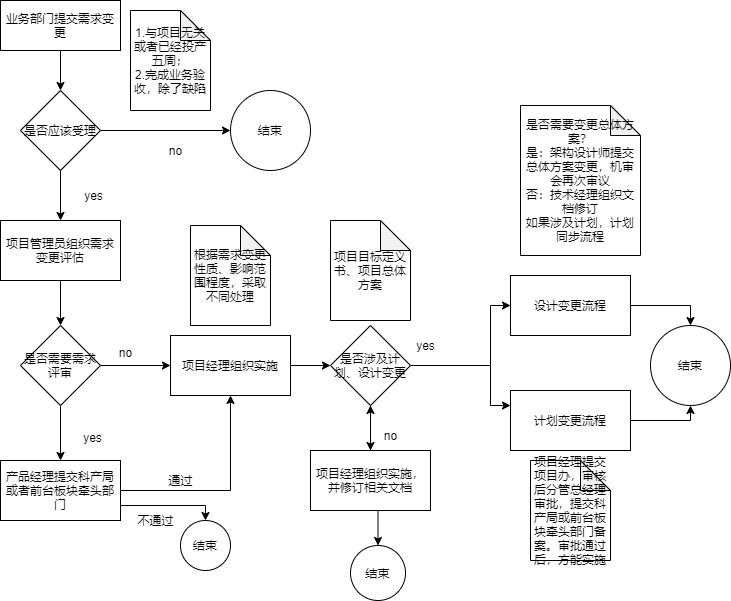 业务部门提交需求变
更
1.与项目无关
或者已经投产
五周；
2.完成业务验
收，除了缺陷
是否应该受理
no
结束
yes
项目管理员组织需求
变更评估
根据需求变更
性质、影响范
围程度，采取
不同处理
项目目标定义
书、项目总体
方案
是否需要变更总体方
案？
是：架构设计师提交
总体方案变更，机审
会再次审议
否：技术经理组织文
档修订
如果涉及计划，计划
同步流程
是否需要需求
评审
no
项目经理组织实施
是否涉及计
划、设计变更
yes
设计变更流程
结束
计划变更流程
yes
no
产品经理提交科产局
或者前台板块牵头部
门
通过
不通过
结束
项目经理组织实施，
并修订相关文档
结束
项目经理提交
项目办，审核
后分管总经理
审批，提交科
产局或前台板
块牵头部门备
案。审批通过
后，方能实施